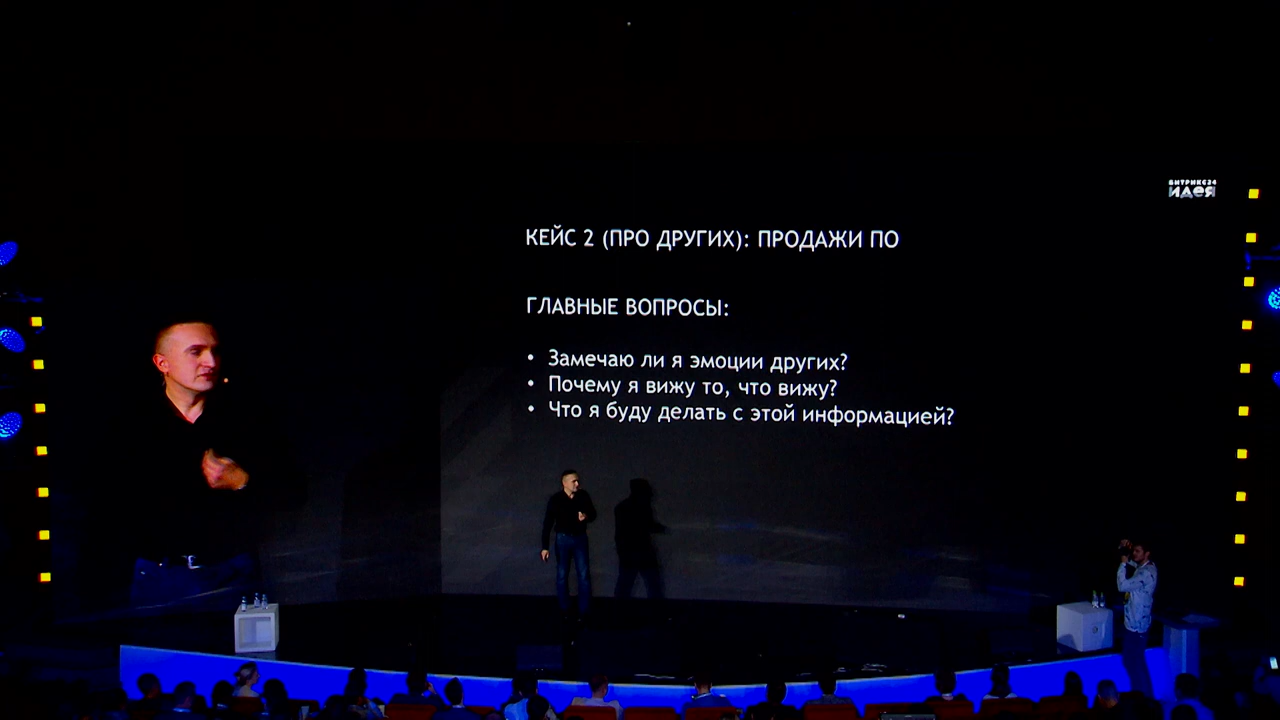 БИТРИКС24
идея
КЕЙС 2 (ПРО ДРУГИХ): ПРОДАЖИ ПО
ГЛАВНЫЕ ВОПРОСЫ:
• Замечаю ли я эмоции других?
• Почему я вижу то, что вижу?
• Что я буду делать с этой информацией?